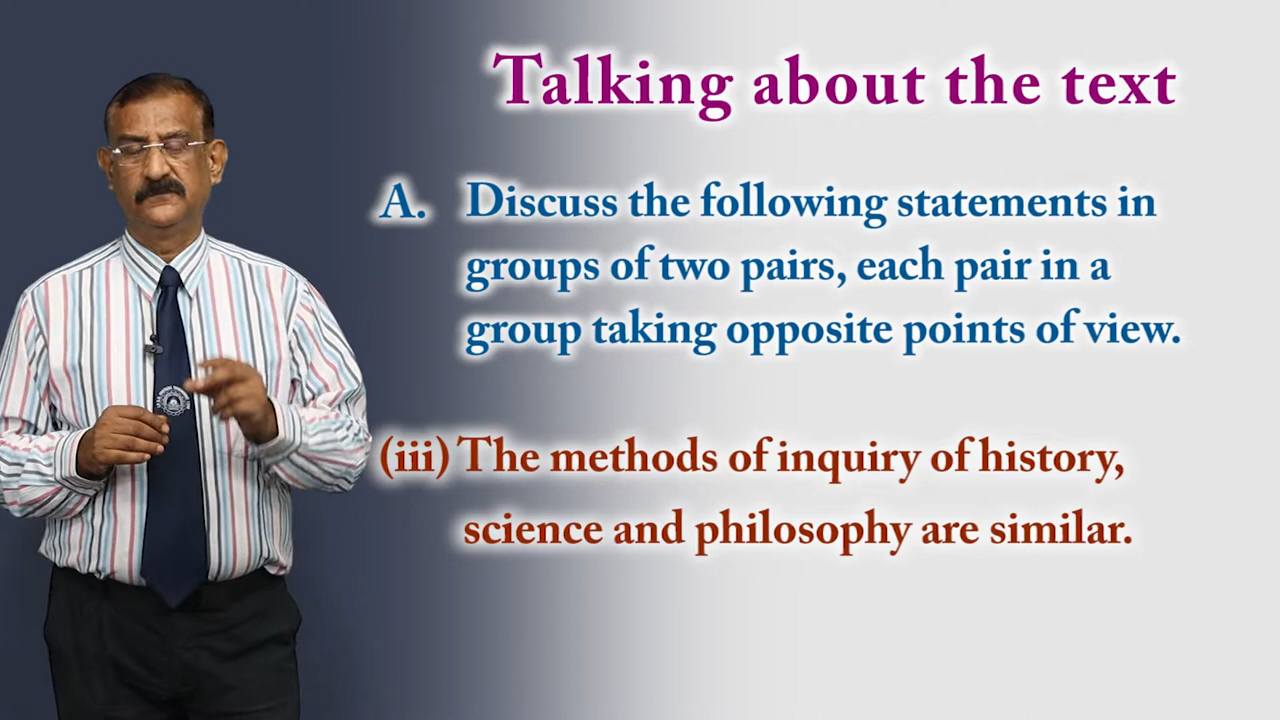 Talking about the text
A. Discuss the following statements in
groups of two pairs, each pair in a
group taking opposite points of view.
(iii) The methods of inquiry of history,
science and philosophy are similar.